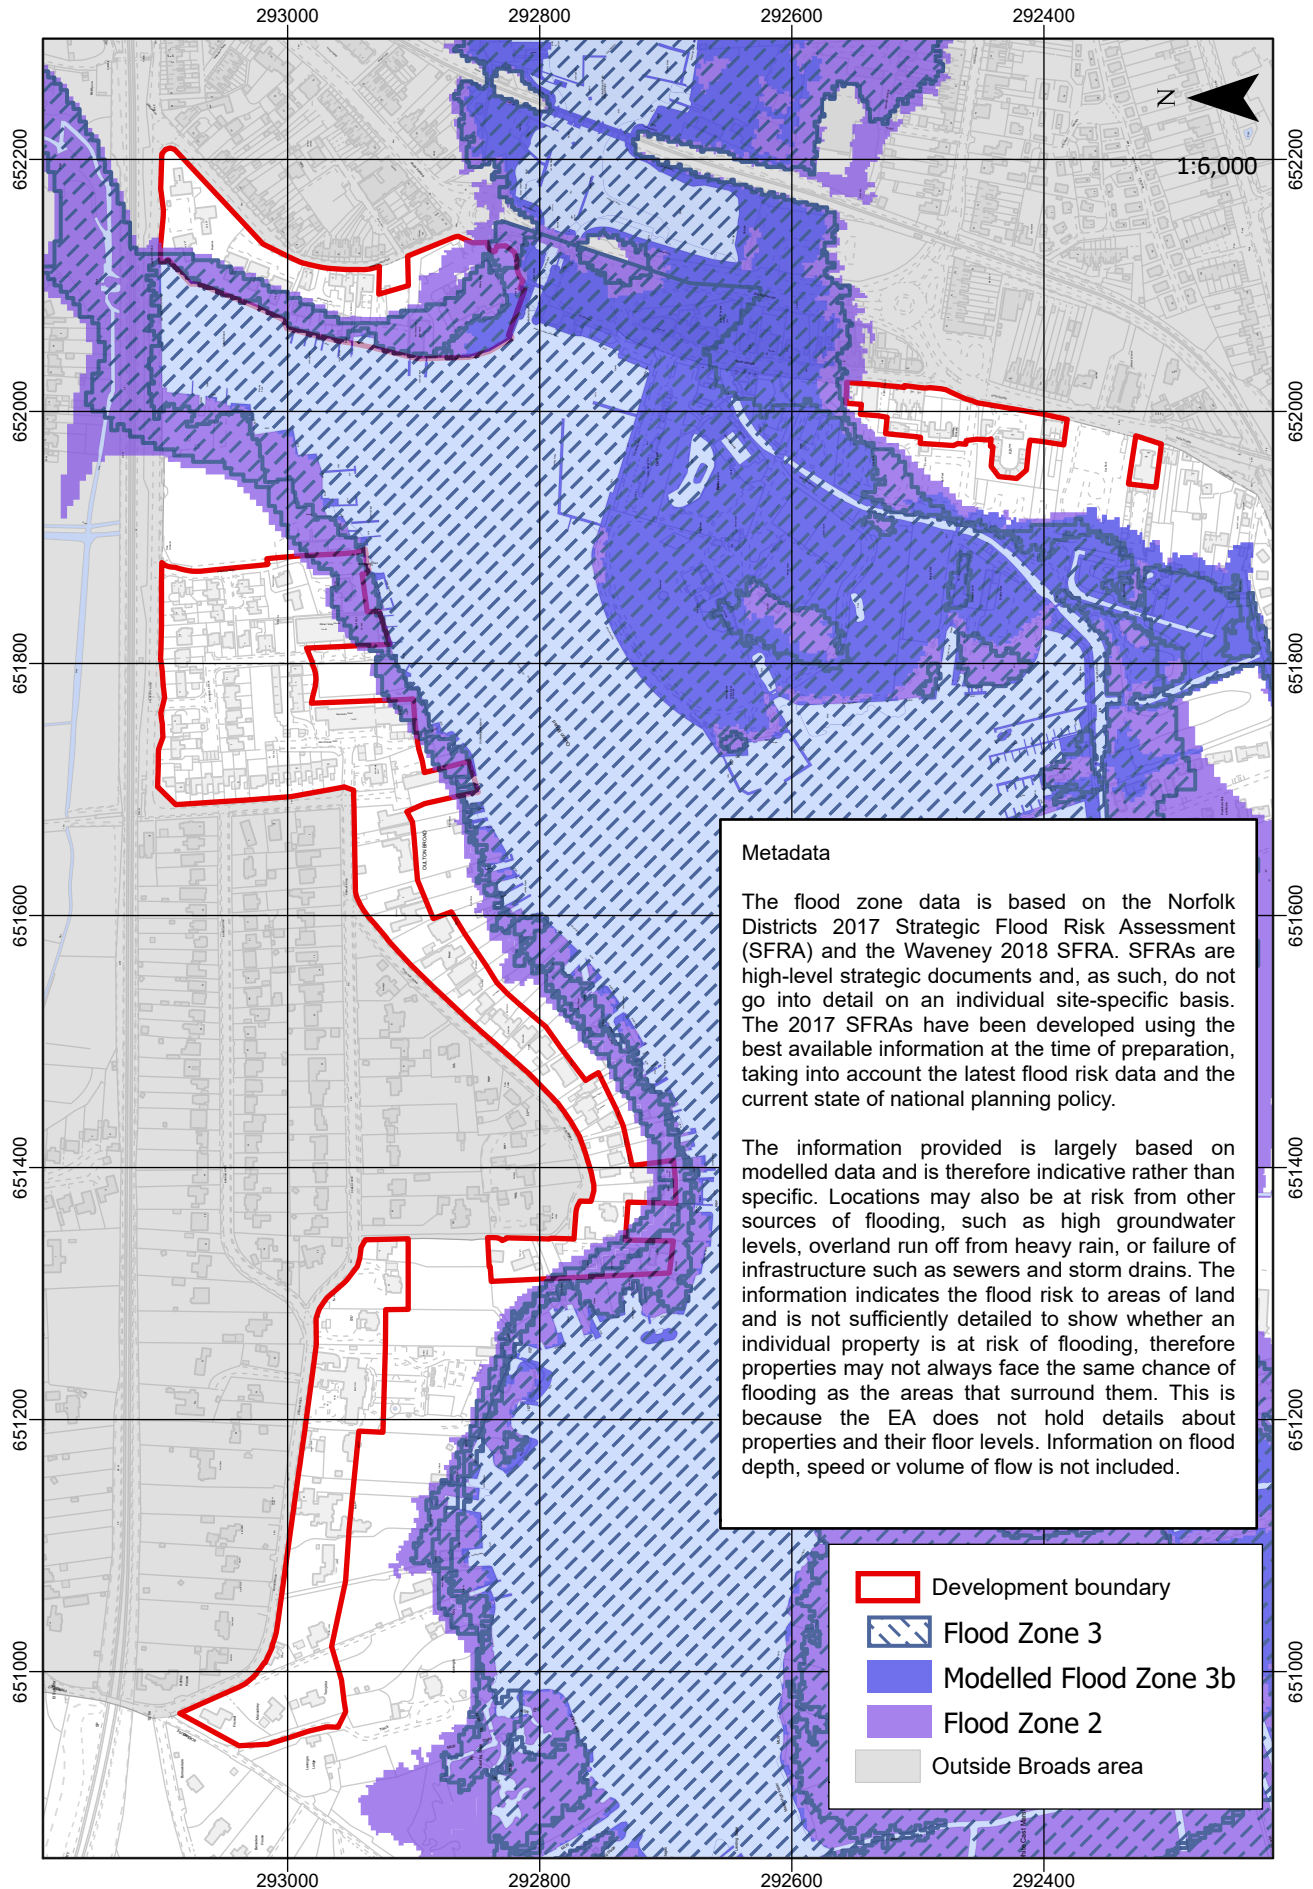 293000
292800
292600
292400
N
1:6,000
652200
652200
652000
652000
651800
651800
651600
651600
651400
651400
651200
651200
651000
651000
OULTON BROAD
Metadata
The flood zone data is based on the Norfolk
Districts 2017 Strategic Flood Risk Assessment
(SFRA) and the Waveney 2018 SFRA. SFRAs are
high-level strategic documents and, as such, do not
go into detail on an individual site-specific basis.
The 2017 SFRAs have been developed using the
best available information at the time of preparation,
taking into account the latest flood risk data and the
current state of national planning policy.
The information provided is largely based on
modelled data and is therefore indicative rather than
specific. Locations may also be at risk from other
sources of flooding, such as high groundwater
levels, overland run off from heavy rain, or failure of
infrastructure such as sewers and storm drains. The
information indicates the flood risk to areas of land
and is not sufficiently detailed to show whether an
individual property is at risk of flooding, therefore
properties may not always face the same chance of
flooding as the areas that surround them. This is
because the EA does not hold details about
properties and their floor levels. Information on flood
depth, speed or volume of flow is not included.
Development boundary
Flood Zone 3
Modelled Flood Zone 3b
Flood Zone 2
Outside Broads area
293000
292800
292600
292400